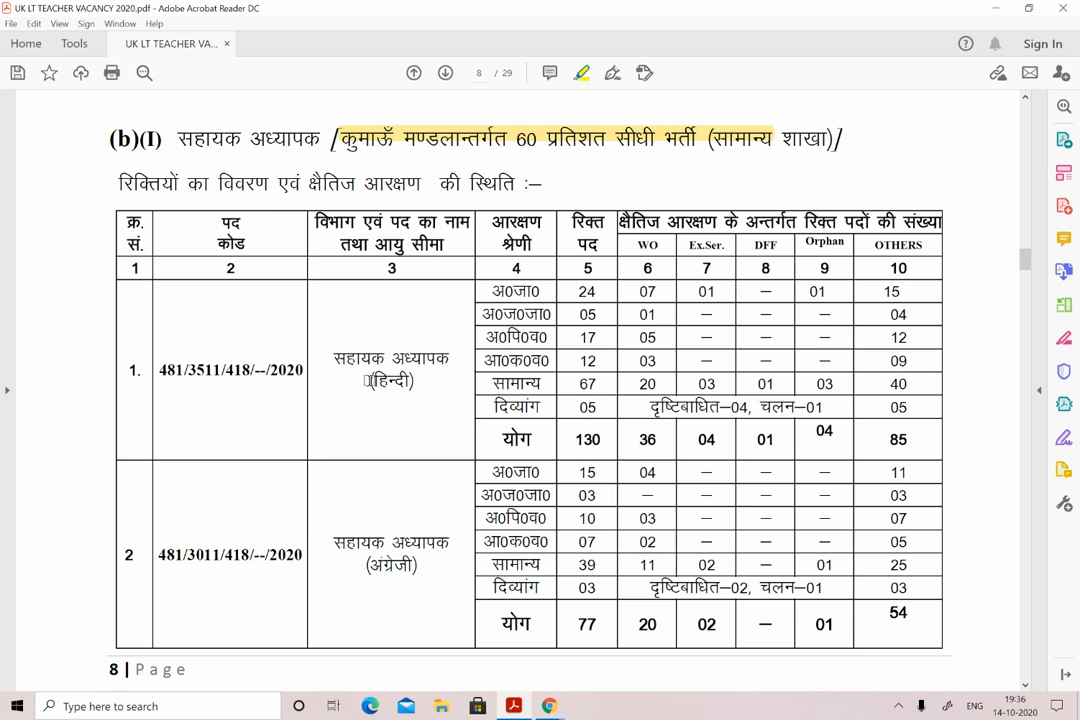 UK LT TEACHER VACANCY 2020.pdf - Adobe Acrobat Reader DC
File Edit View Sign Window Help
Home Tools UK LT TEACHER VA... × Sign In
8 / 29
(b)(I) सहायक अध्यापक [कुमाऊँ मण्डलान्तर्गत 60 प्रतिशत सीधी भर्ती (सामान्य शाखा)]
रिक्तियों का विवरण एवं क्षैतिज आरक्षण की स्थिति :–
क्र. सं. पद कोड विभाग एवं पद का नाम तथा आयु सीमा आरक्षण श्रेणी रिक्त पद क्षैतिज आरक्षण के अन्तर्गत रिक्त पदों की संख्या
WO Ex.Ser. DFF Orphan OTHERS
1 2 3 4 5 6 7 8 9 10
1. 481/3511/418/--/2020 सहायक अध्यापक (हिन्दी)
अ0जा0 24 07 01 – 01 15
अ0ज0जा0 05 01 – – – 04
अ0पि0व0 17 05 – – – 12
आ0क0व0 12 03 – – – 09
सामान्य 67 20 03 01 03 40
दिव्यांग 05 दृष्टिबाधित–04, चलन–01 05
योग 130 36 04 01 04 85
2 481/3011/418/--/2020 सहायक अध्यापक (अंग्रेजी)
अ0जा0 15 04 – – – 11
अ0ज0जा0 03 – – – – 03
अ0पि0व0 10 03 – – – 07
आ0क0व0 07 02 – – – 05
सामान्य 39 11 02 – 01 25
दिव्यांग 03 दृष्टिबाधित–02, चलन–01 03
योग 77 20 02 – 01 54
8 | Page
Type here to search ENG 19:36
14-10-2020